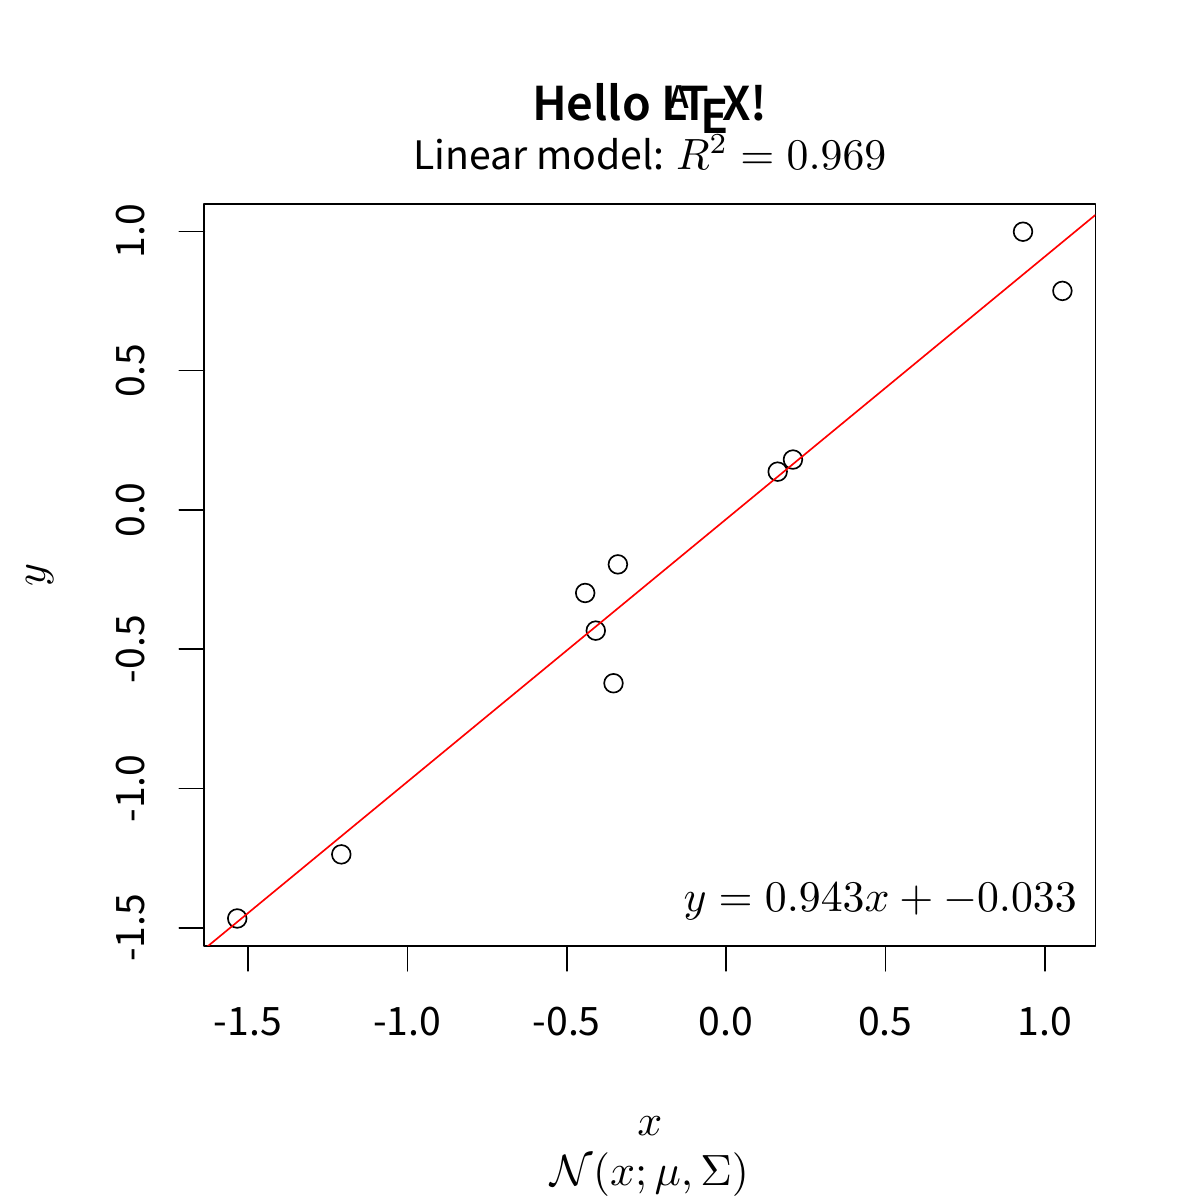 Hello LATEX!
Linear model: R² = 0.969
1.0
0.5
0.0
-0.5
-1.0
-1.5
y
y = 0.943x + −0.033
-1.5 -1.0 -0.5 0.0 0.5 1.0
x
𝒩(x; μ, Σ)